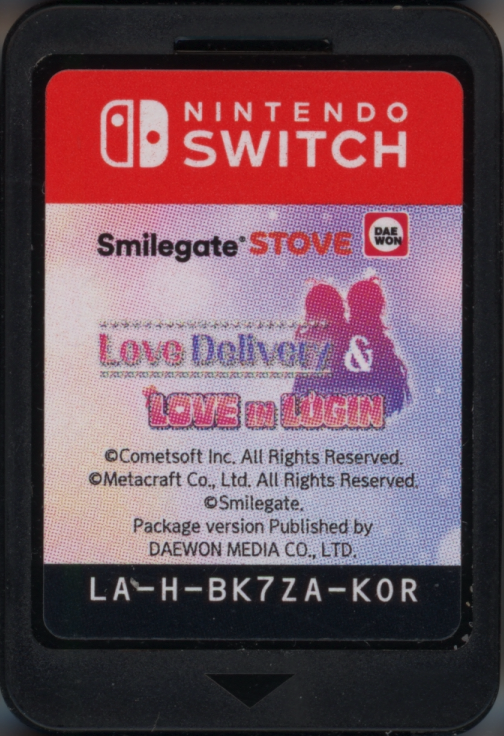 NINTENDO
SWITCH
Smilegate STOVE DAE WON
Love Delivery &
LOVE IN LOGIN
©Cometsoft Inc. All Rights Reserved.
©Metacraft Co., Ltd. All Rights Reserved.
©Smilegate.
Package version Published by
DAEWON MEDIA CO., LTD.
LA-H-BK7ZA-KOR